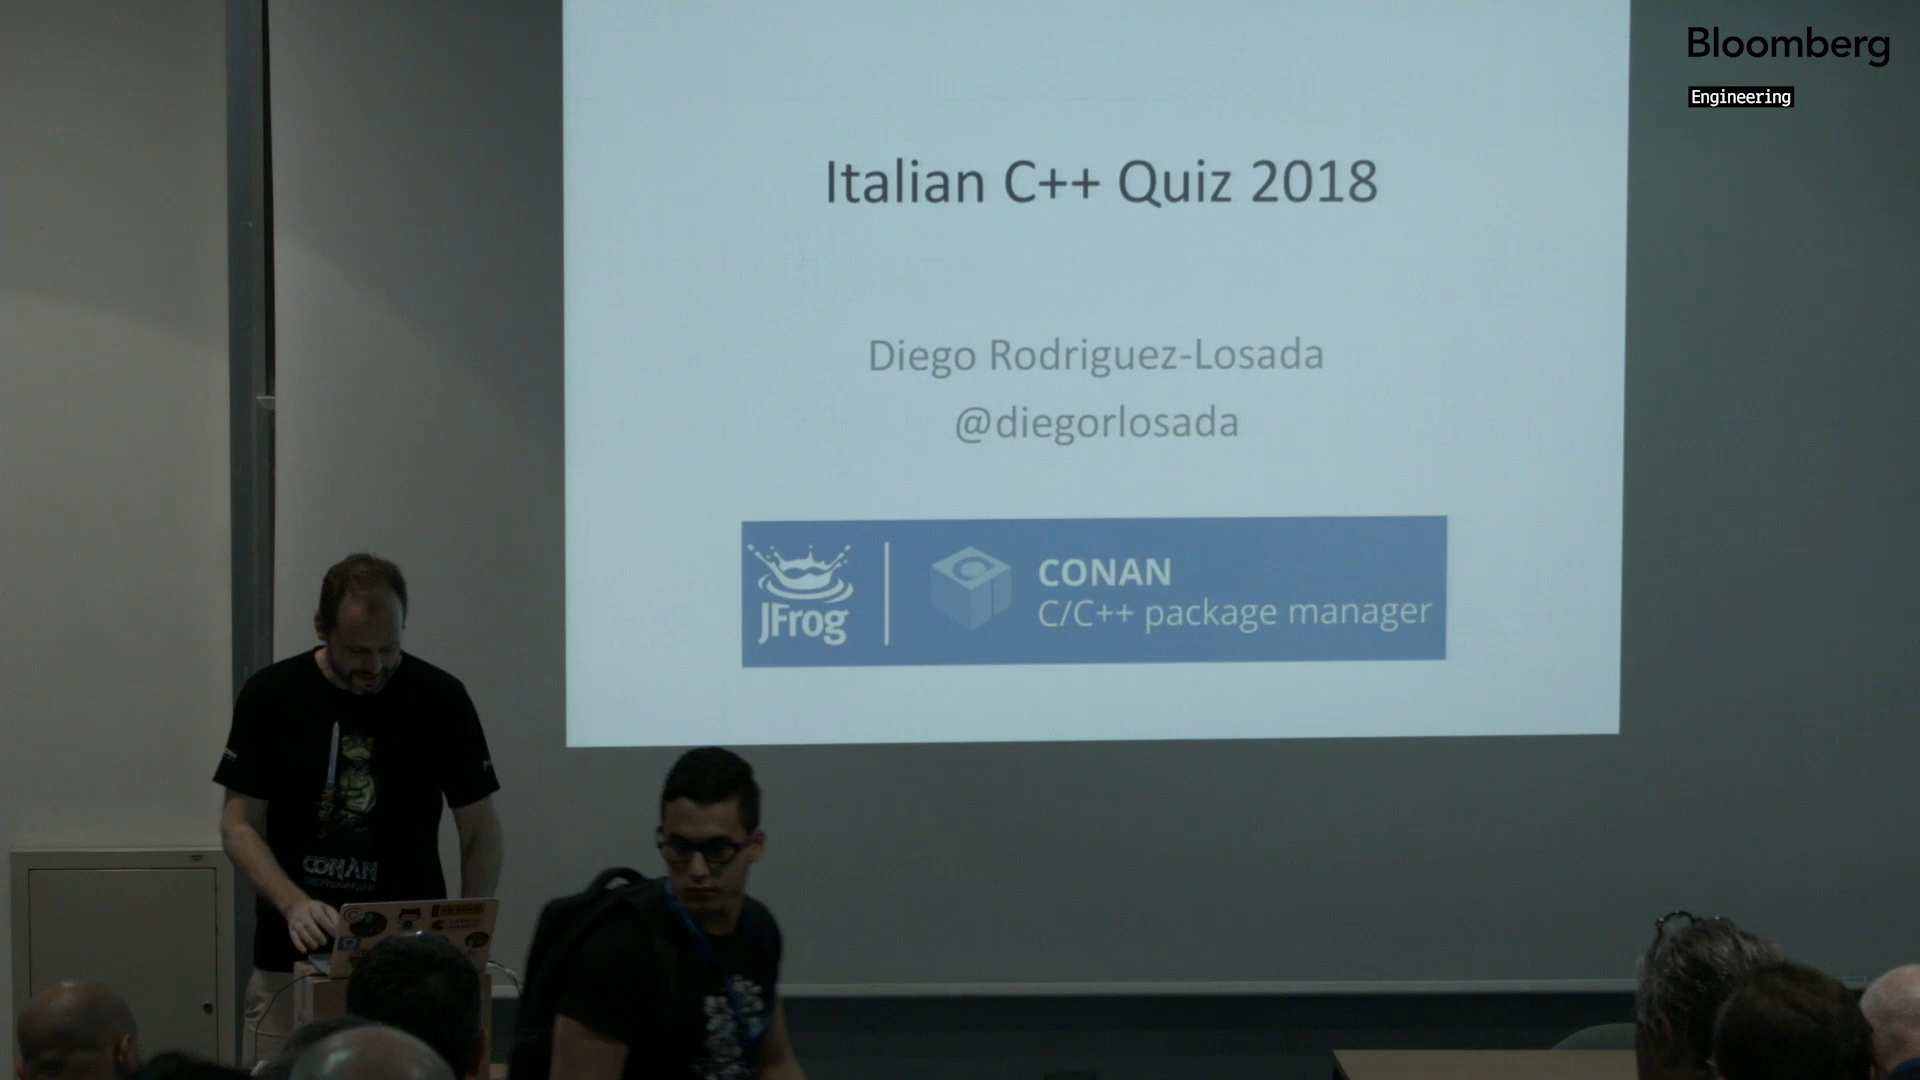 Bloomberg
Engineering
Italian C++ Quiz 2018
Diego Rodriguez-Losada
@diegorlosada
JFrog
CONAN
C/C++ package manager
CONAN